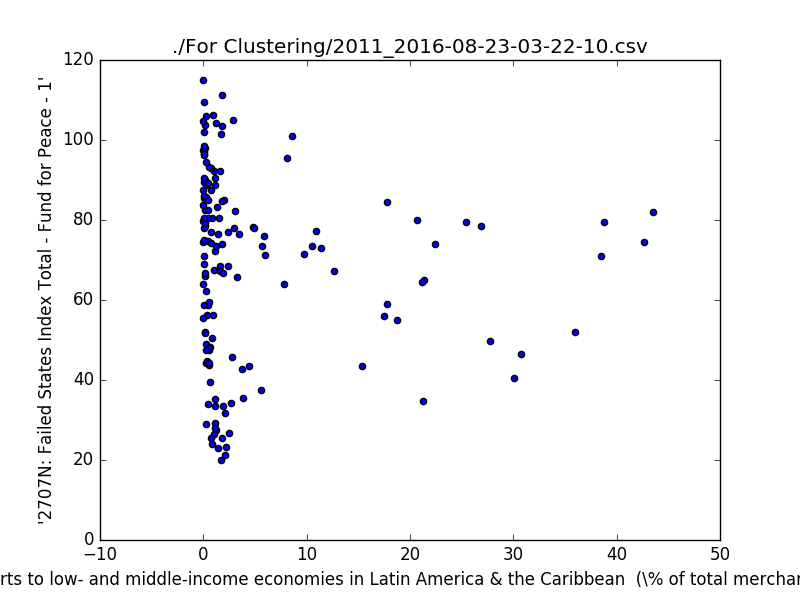 ./For Clustering/2011_2016-08-23-03-22-10.csv
120
100
80
60
40
20
0
'2707N: Failed States Index Total - Fund for Peace - 1'
−10 0 10 20 30 40 50
rts to low- and middle-income economies in Latin America & the Caribbean (\% of total merchan